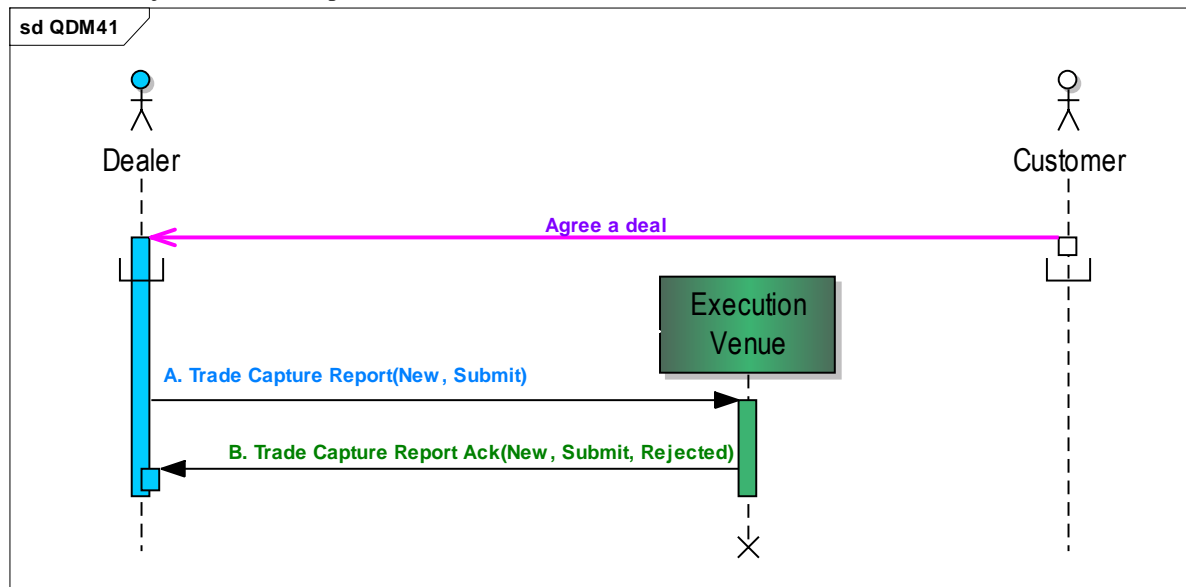 sd QDM41
Dealer
Customer
Agree a deal
Execution
Venue
A. Trade Capture Report(New, Submit)
B. Trade Capture Report Ack(New, Submit, Rejected)